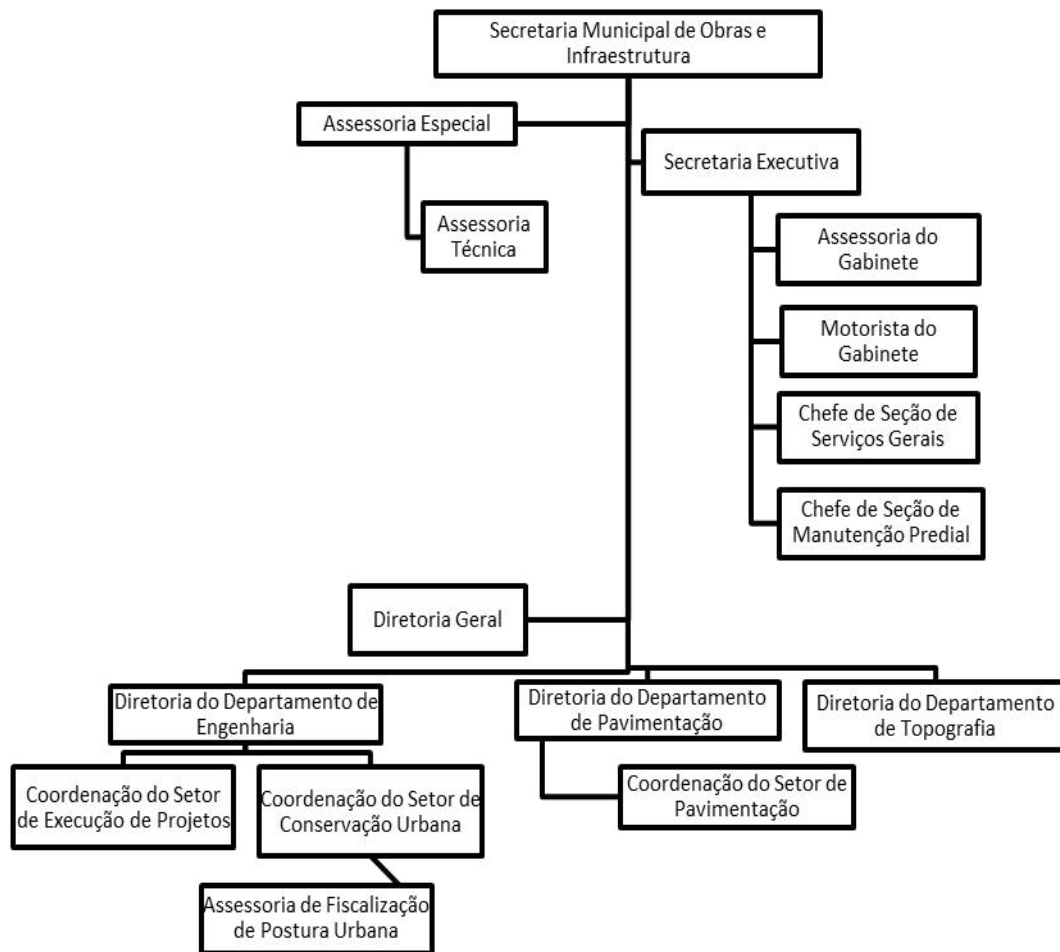 Secretaria Municipal de Obras e
Infraestrutura
Assessoria Especial
Secretaria Executiva
Assessoria
Técnica
Assessoria do
Gabinete
Motorista do
Gabinete
Chefe de Seção de
Serviços Gerais
Chefe de Seção de
Manutenção Predial
Diretoria Geral
Diretoria do Departamento de
Engenharia
Diretoria do Departamento
de Pavimentação
Diretoria do Departamento
de Topografia
Coordenação do Setor
de Execução de Projetos
Coordenação do Setor de
Conservação Urbana
Coordenação do Setor de
Pavimentação
Assessoria de Fiscalização
de Postura Urbana